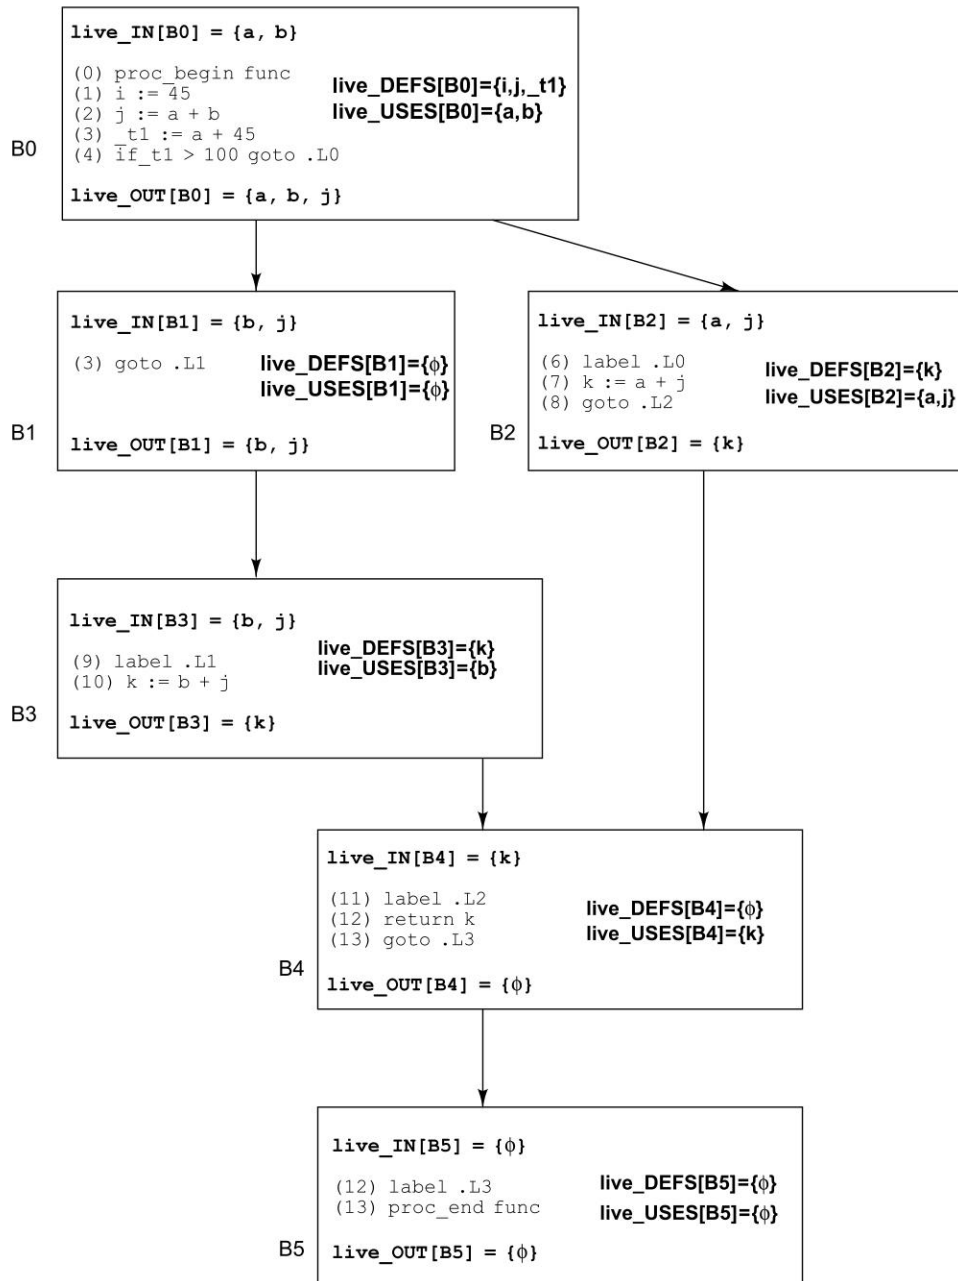 live_IN[B0] = {a, b}
(0) proc_begin func
(1) i := 45
(2) j := a + b
(3) _t1 := a + 45
(4) if_t1 > 100 goto .L0
live_DEFS[B0]={i,j,_t1}
live_USES[B0]={a,b}
live_OUT[B0] = {a, b, j}
B0
live_IN[B1] = {b, j}
(3) goto .L1
live_DEFS[B1]={ϕ}
live_USES[B1]={ϕ}
live_OUT[B1] = {b, j}
B1
live_IN[B2] = {a, j}
(6) label .L0
(7) k := a + j
(8) goto .L2
live_DEFS[B2]={k}
live_USES[B2]={a,j}
live_OUT[B2] = {k}
B2
live_IN[B3] = {b, j}
(9) label .L1
(10) k := b + j
live_DEFS[B3]={k}
live_USES[B3]={b}
live_OUT[B3] = {k}
B3
live_IN[B4] = {k}
(11) label .L2
(12) return k
(13) goto .L3
live_DEFS[B4]={ϕ}
live_USES[B4]={k}
live_OUT[B4] = {ϕ}
B4
live_IN[B5] = {ϕ}
(12) label .L3
(13) proc_end func
live_DEFS[B5]={ϕ}
live_USES[B5]={ϕ}
live_OUT[B5] = {ϕ}
B5